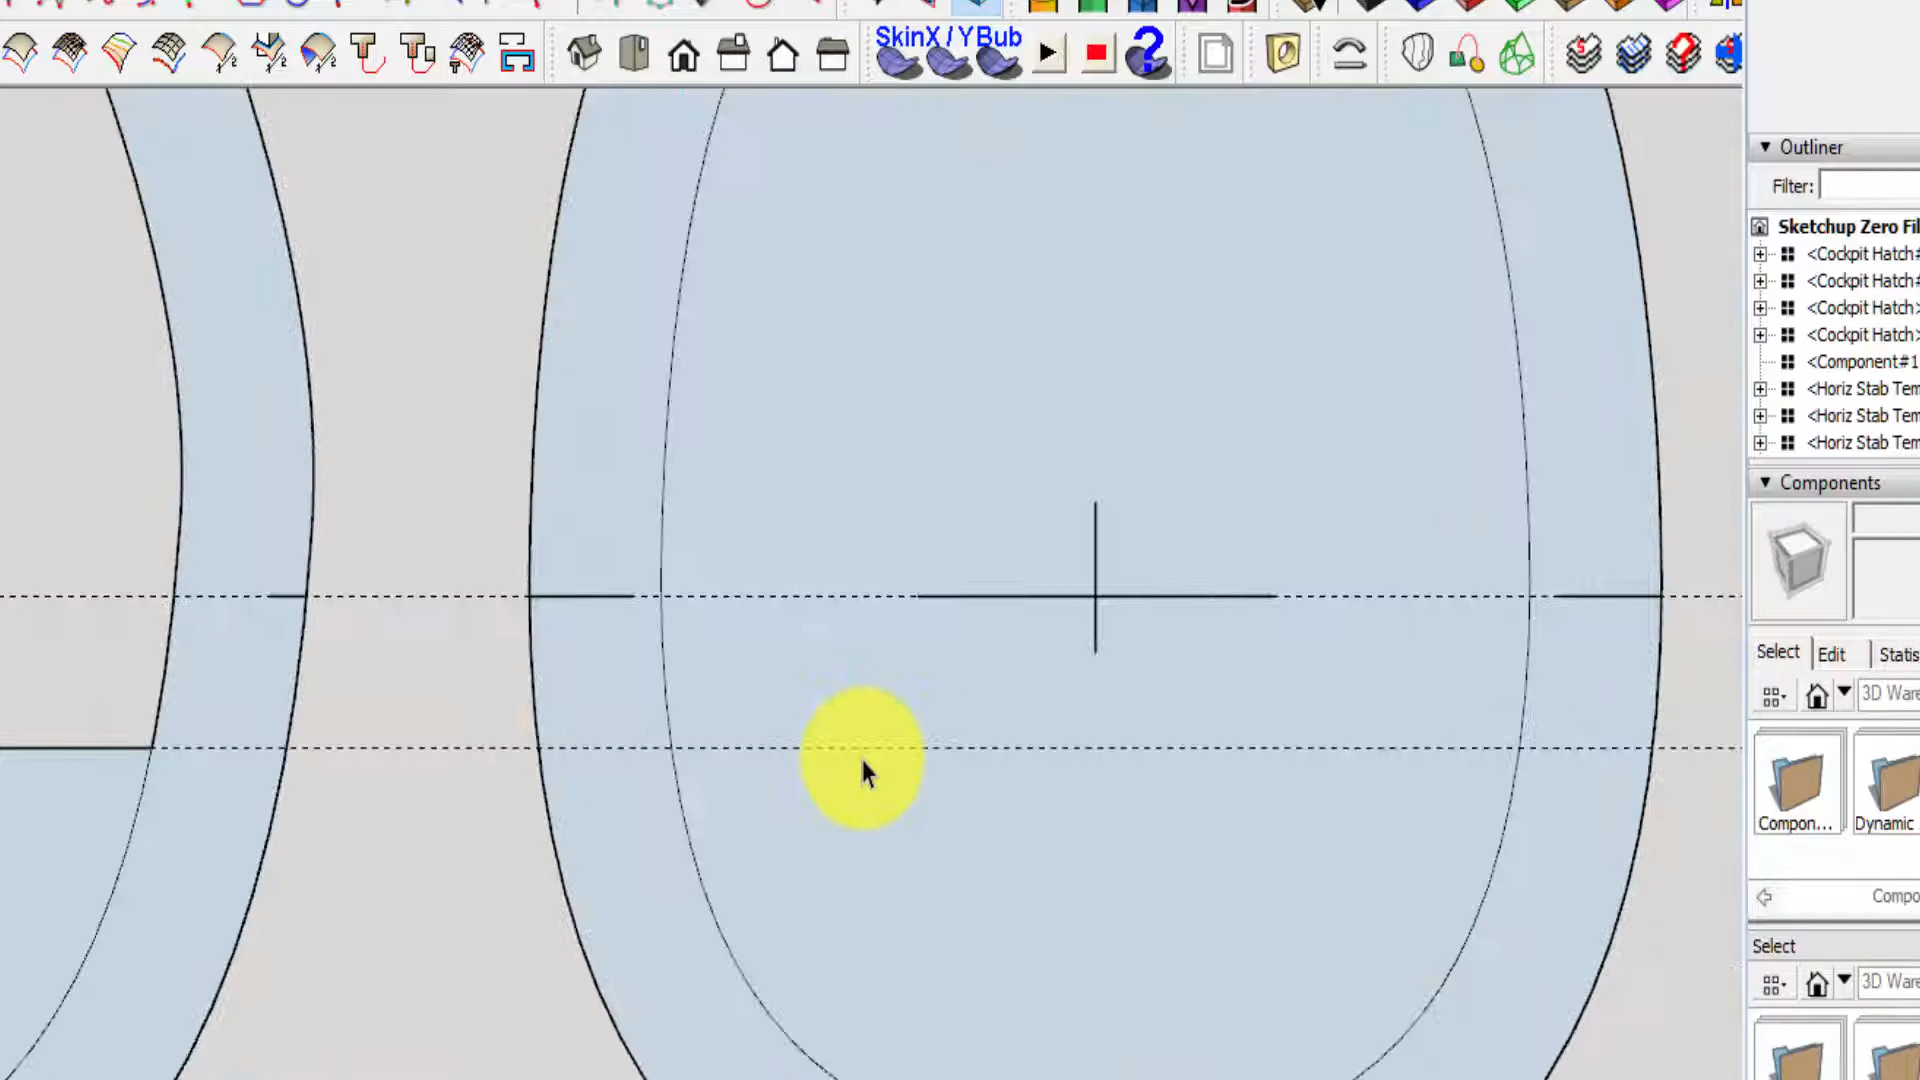 SkinX / YBub
Outliner
Filter:
Sketchup Zero Fil
<Cockpit Hatch#
<Cockpit Hatch#
<Cockpit Hatch>
<Cockpit Hatch>
<Component#1
<Horiz Stab Tem
<Horiz Stab Tem
<Horiz Stab Tem
Components
Select Edit Statis
3D Ware
Compon... Dynamic
Compo
Select
3D Ware